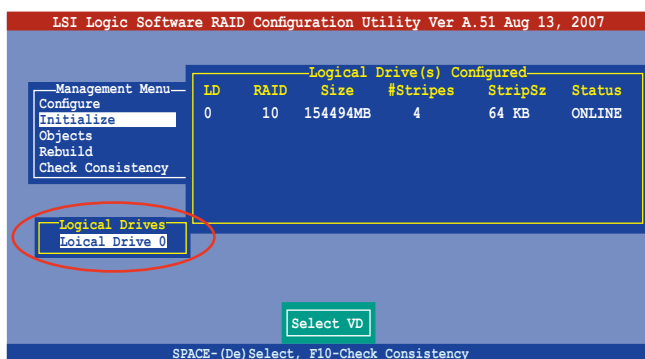 LSI Logic Software RAID Configuration Utility Ver A.51 Aug 13, 2007
Logical Drive(s) Configured
LD RAID Size #Stripes StripSz Status
0 10 154494MB 4 64 KB ONLINE
Management Menu
Configure
Initialize
Objects
Rebuild
Check Consistency
Logical Drives
Loical Drive 0
Select VD
SPACE-(De)Select, F10-Check Consistency